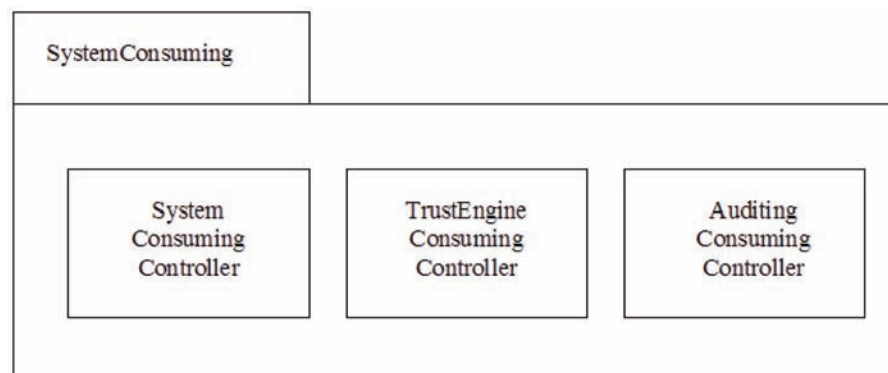 SystemConsuming
System
Consuming
Controller
TrustEngine
Consuming
Controller
Auditing
Consuming
Controller